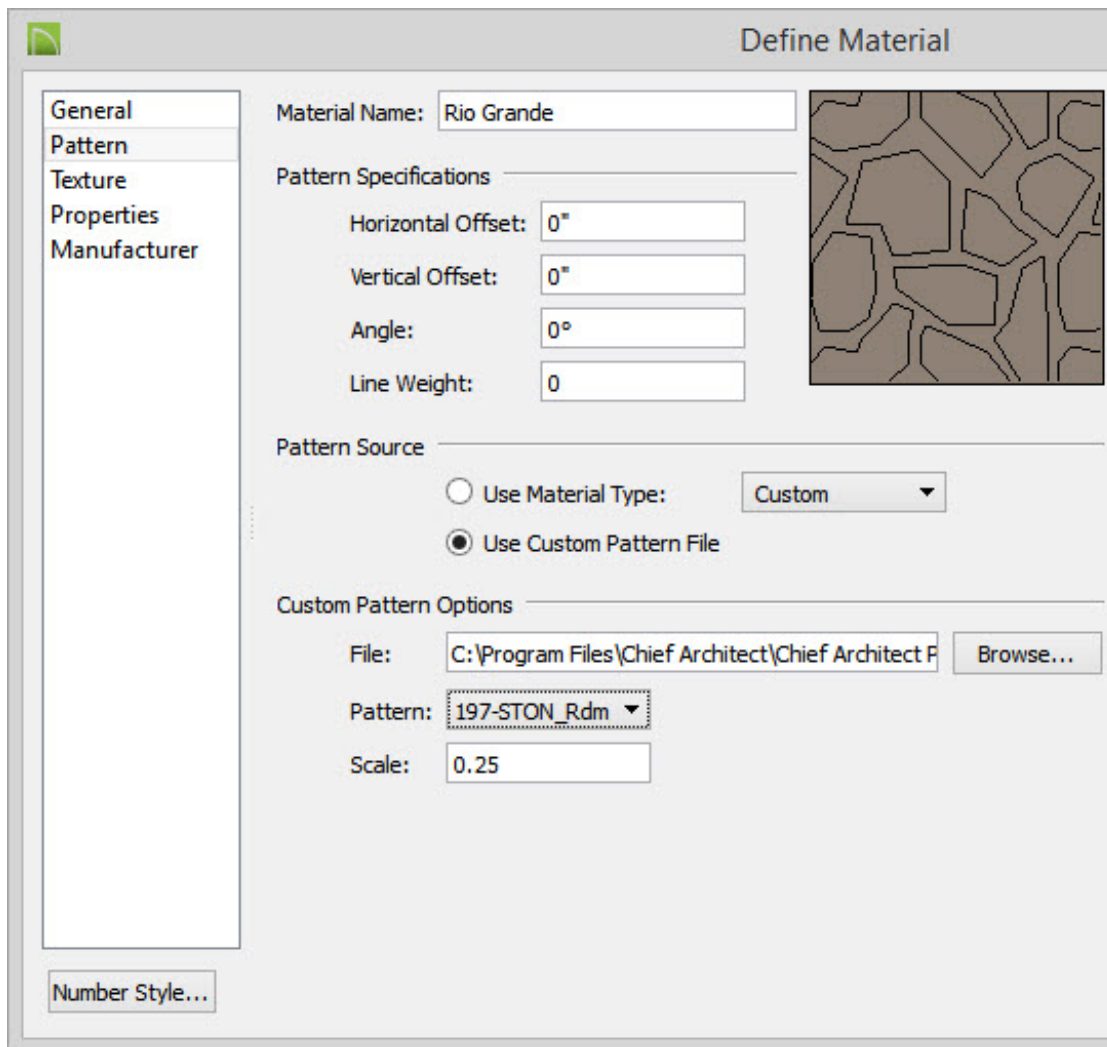 Define Material
General
Pattern
Texture
Properties
Manufacturer
Number Style...
Material Name: Rio Grande
Pattern Specifications
Horizontal Offset: 0"
Vertical Offset: 0"
Angle: 0°
Line Weight: 0
Pattern Source
Use Material Type: Custom
Use Custom Pattern File
Custom Pattern Options
File: C:\Program Files\Chief Architect\Chief Architect P Browse...
Pattern: 197-STON_Rdm
Scale: 0.25